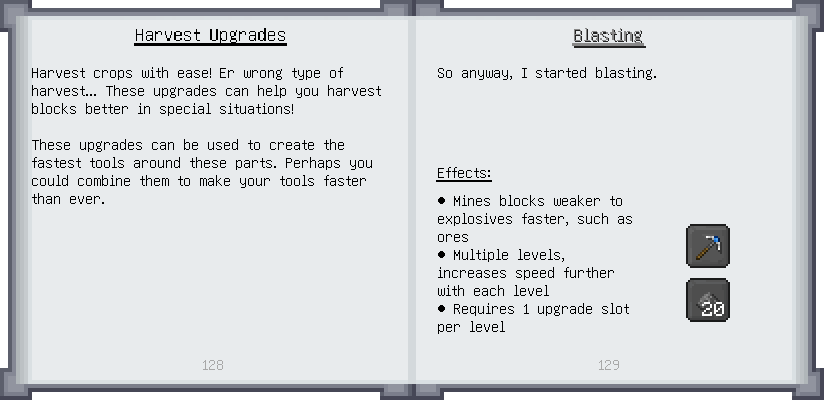 Harvest Upgrades
Harvest crops with ease! Er wrong type of
harvest... These upgrades can help you harvest
blocks better in special situations!
These upgrades can be used to create the
fastest tools around these parts. Perhaps you
could combine them to make your tools faster
than ever.
128
Blasting
So anyway, I started blasting.
Effects:
● Mines blocks weaker to
explosives faster, such as
ores
● Multiple levels,
increases speed further
with each level
● Requires 1 upgrade slot
per level
20
129